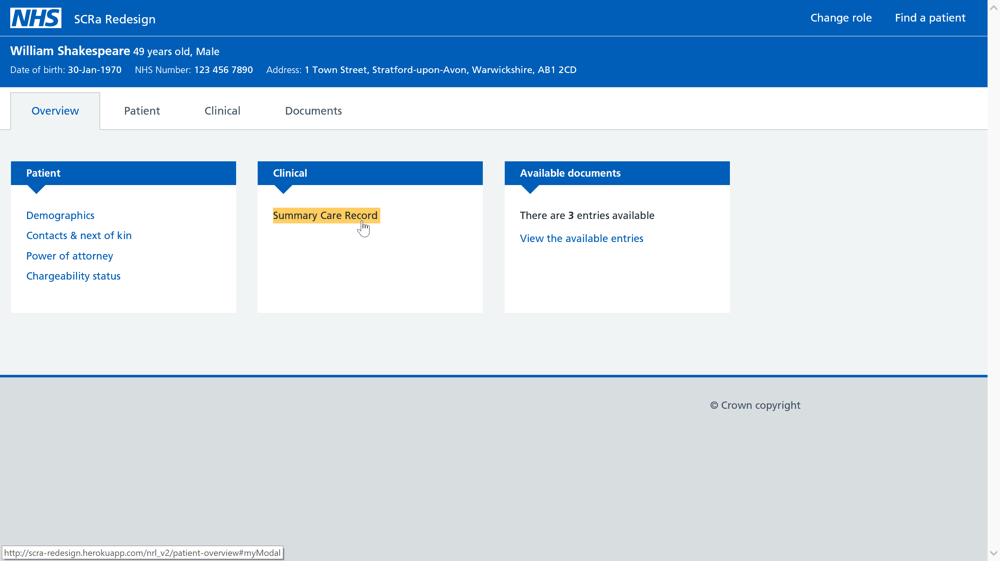 NHS SCRa Redesign
Change role Find a patient
William Shakespeare 49 years old, Male
Date of birth: 30-Jan-1970 NHS Number: 123 456 7890 Address: 1 Town Street, Stratford-upon-Avon, Warwickshire, AB1 2CD
Overview Patient Clinical Documents
Patient
Demographics
Contacts & next of kin
Power of attorney
Chargeability status
Clinical
Summary Care Record
Available documents
There are 3 entries available
View the available entries
© Crown copyright
http://scra-redesign.herokuapp.com/nrl_v2/patient-overview#myModal